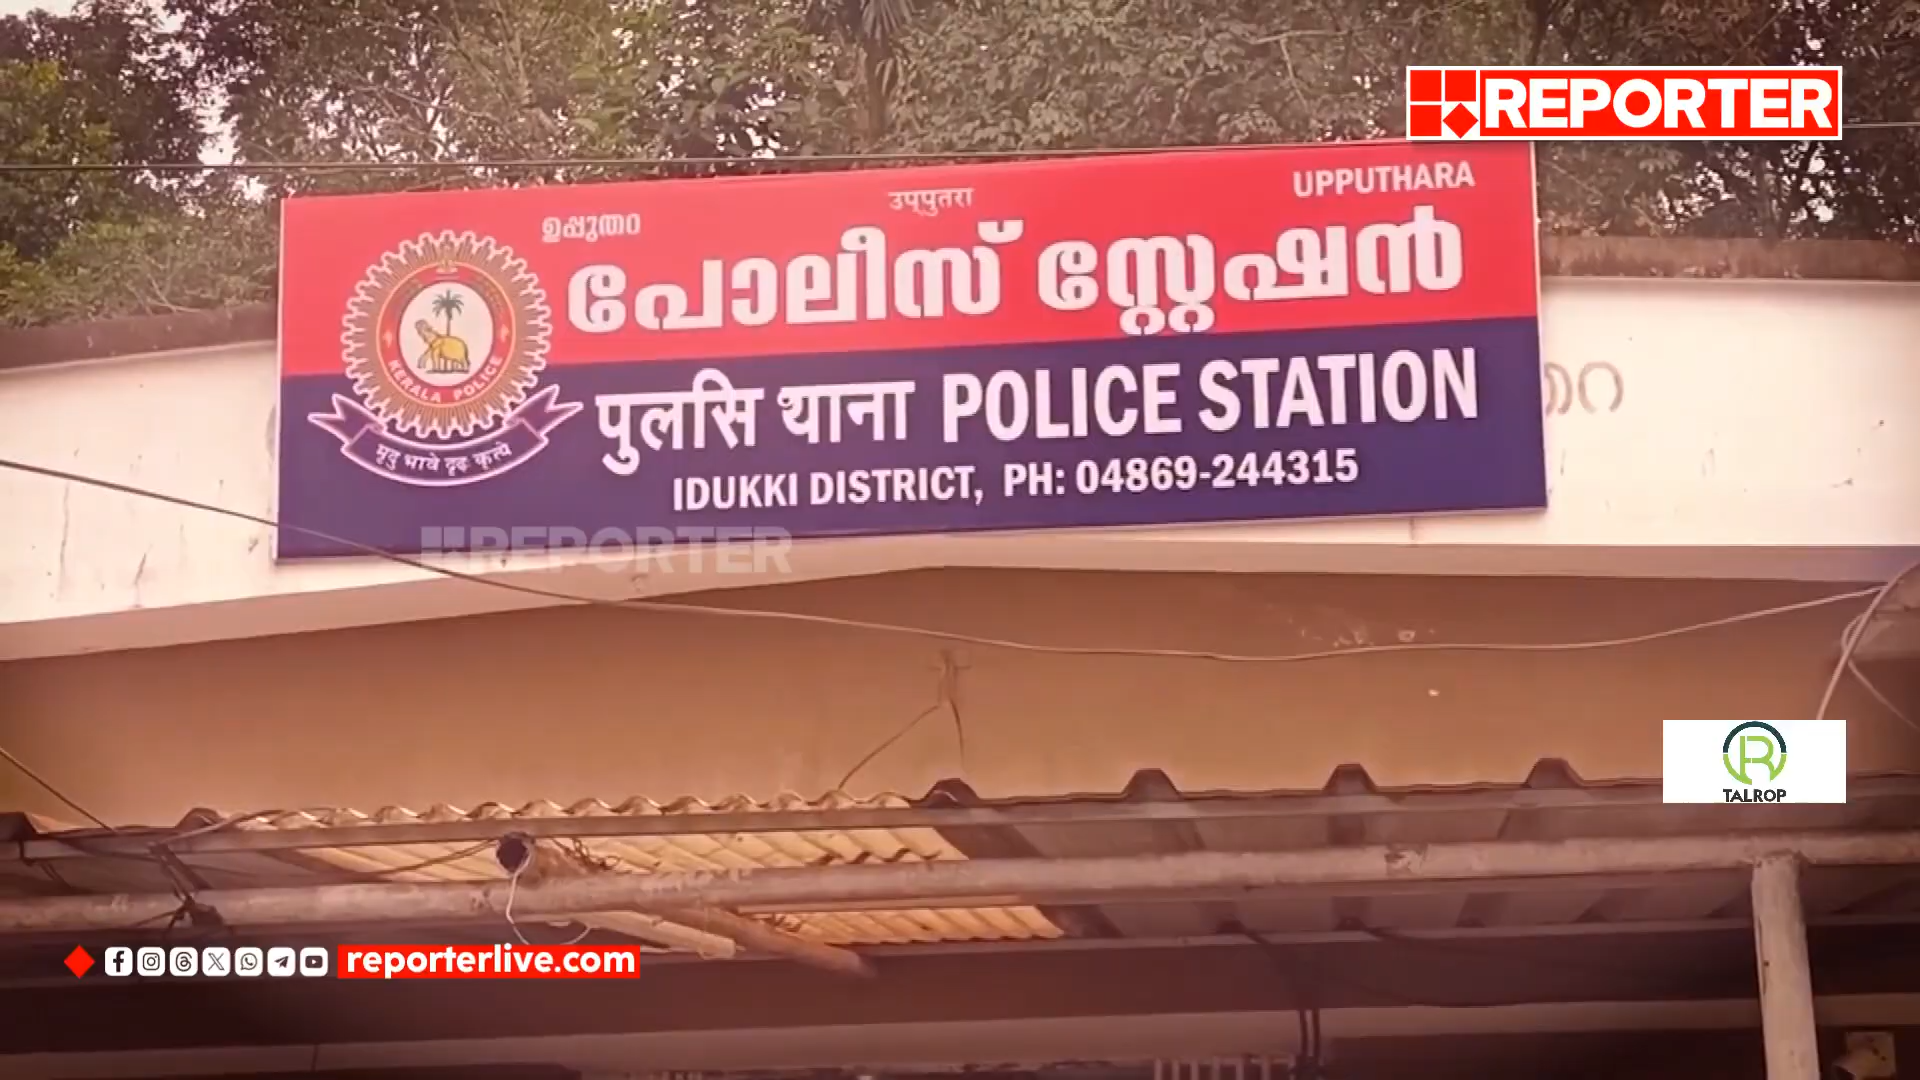 REPORTER
ഉപ്പുതറ उप्पुतरा UPPUTHARA
പോലീസ് സ്റ്റേഷൻ
पुलसि थाना POLICE STATION
IDUKKI DISTRICT, PH: 04869-244315
KERALA POLICE
मृदु भावे दृढ़ कृत्ये
റ
REPORTER
TALROP
reporterlive.com